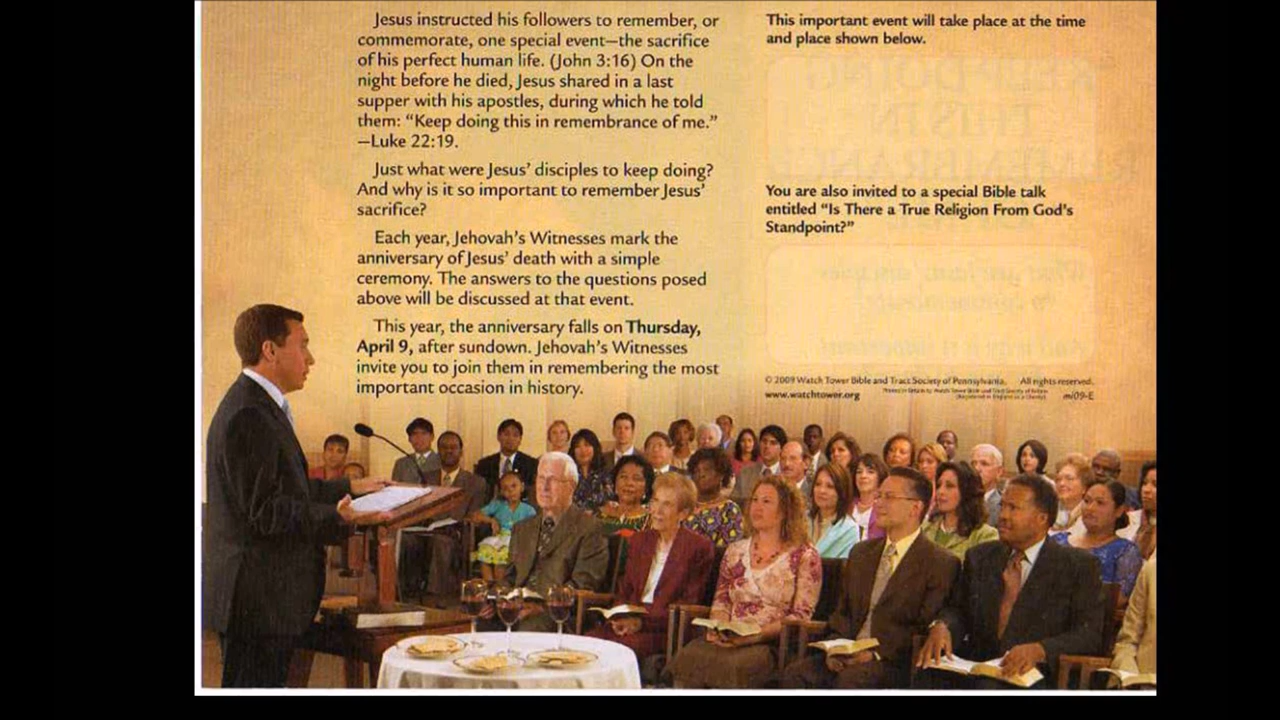 Jesus instructed his followers to remember, or
commemorate, one special event—the sacrifice
of his perfect human life. (John 3:16) On the
night before he died, Jesus shared in a last
supper with his apostles, during which he told
them: “Keep doing this in remembrance of me.”
—Luke 22:19.
Just what were Jesus’ disciples to keep doing?
And why is it so important to remember Jesus’
sacrifice?
Each year, Jehovah’s Witnesses mark the
anniversary of Jesus’ death with a simple
ceremony. The answers to the questions posed
above will be discussed at that event.
This year, the anniversary falls on Thursday,
April 9, after sundown. Jehovah’s Witnesses
invite you to join them in remembering the most
important occasion in history.
This important event will take place at the time
and place shown below.
You are also invited to a special Bible talk
entitled “Is There a True Religion From God’s
Standpoint?”
© 2009 Watch Tower Bible and Tract Society of Pennsylvania. All rights reserved.
www.watchtower.org
mi09-E